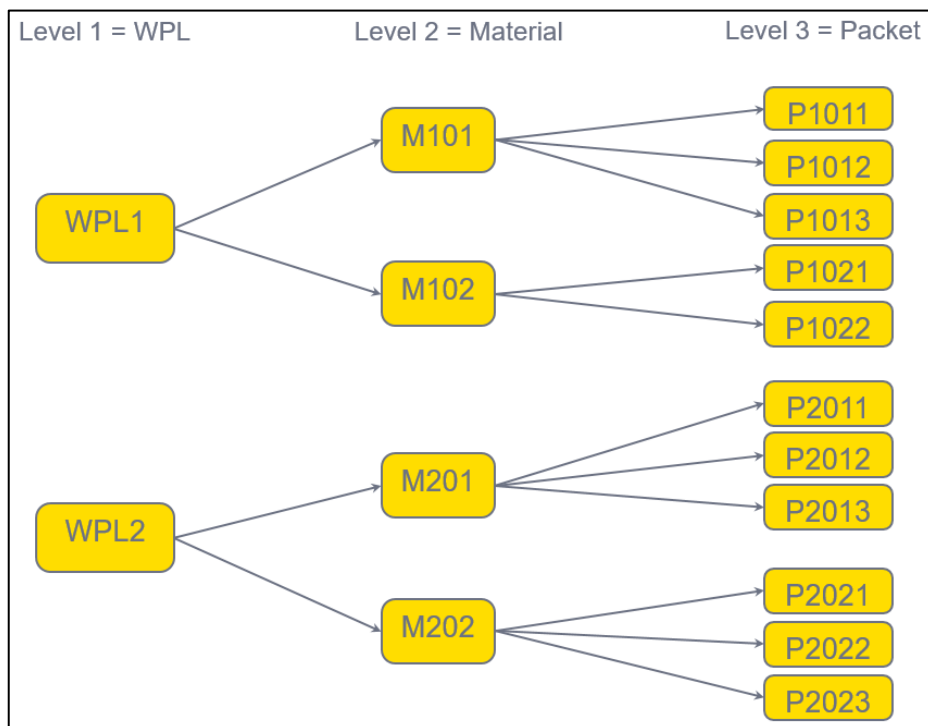 Level 1 = WPL
Level 2 = Material
Level 3 = Packet
P1011
M101
P1012
WPL1
P1013
M102
P1021
P1022
P2011
M201
P2012
P2013
WPL2
P2021
M202
P2022
P2023